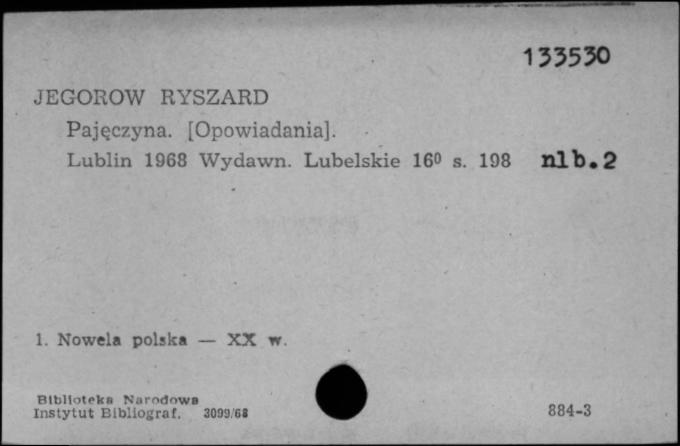 133530
JEGOROW RYSZARD
Pajęczyna. [Opowiadania].
Lublin 1968 Wydawn. Lubelskie 16⁰ s. 198 nlb.2
1. Nowela polska — XX w.
Biblioteka Narodowa
Instytut Bibliograf. 3099/68
884-3